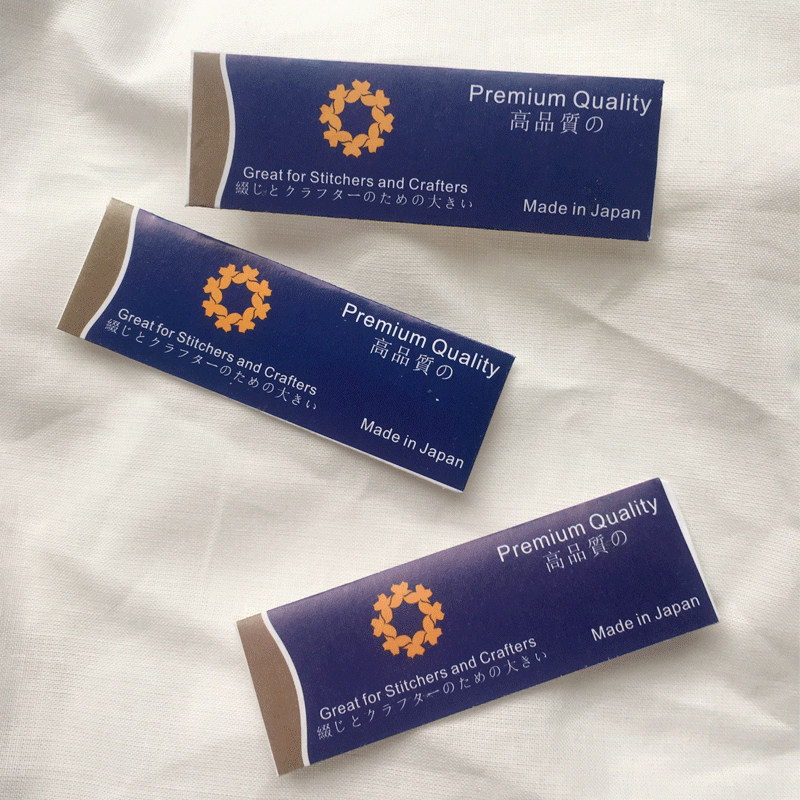 Premium Quality
高品質の
Great for Stitchers and Crafters
綴じとクラフターのための大きい
Made in Japan
Premium Quality
高品質の
Great for Stitchers and Crafters
綴じとクラフターのための大きい
Made in Japan
Premium Quality
高品質の
Made in Japan
Great for Stitchers and Crafters
綴じとクラフターのための大きい